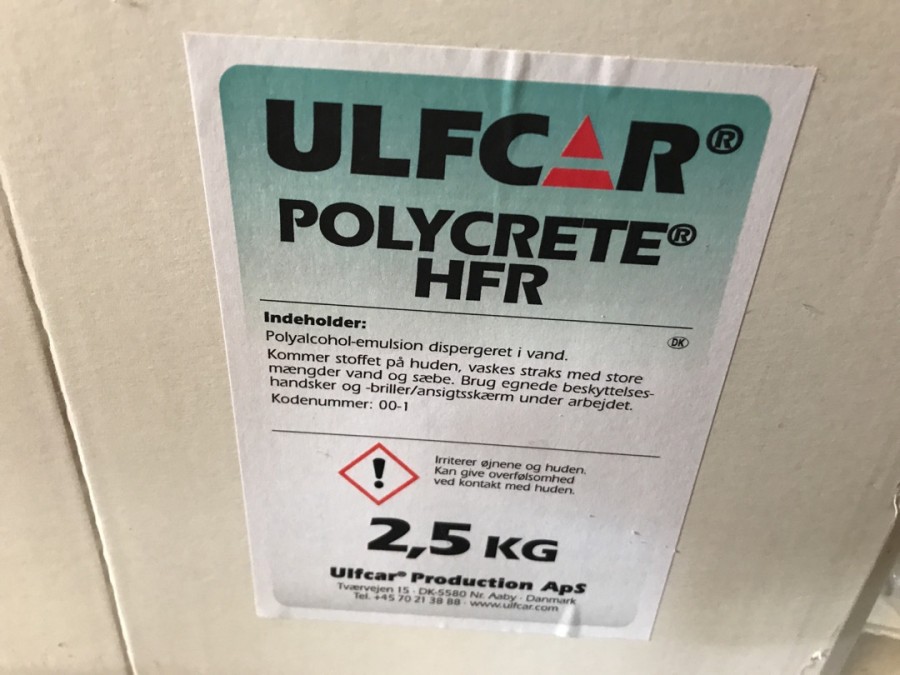 ULFCAR®
POLYCRETE®
HFR
Indeholder:
Polyalcohol-emulsion dispergeret i vand.
DK
Kommer stoffet på huden, vaskes straks med store
mængder vand og sæbe. Brug egnede beskyttelses-
handsker og -briller/ansigtsskærm under arbejdet.
Kodenummer: 00-1
Irriterer øjnene og huden.
Kan give overfølsomhed
ved kontakt med huden.
2,5 KG
Ulfcar® Production ApS
Tværvejen 15 · DK-5580 Nr. Aaby · Danmark
Tel. +45 70 21 38 88 · www.ulfcar.com